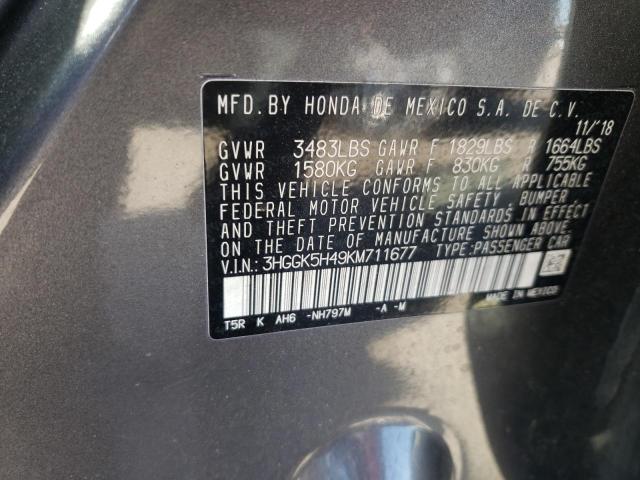 MFD. BY HONDA DE MEXICO S.A. DE C.V.
11/'18
GVWR 3483LBS GAWR F 1829LBS R 1664LBS
GVWR 1580KG GAWR F 830KG R 755KG
THIS VEHICLE CONFORMS TO ALL APPLICABLE
FEDERAL MOTOR VEHICLE SAFETY, BUMPER,
AND THEFT PREVENTION STANDARDS IN EFFECT
ON THE DATE OF MANUFACTURE SHOWN ABOVE.
V.I.N.: 3HGGK5H49KM711677 TYPE: PASSENGER CAR
MADE IN MEXICO
T5R K AH6 -NH797M -A -M